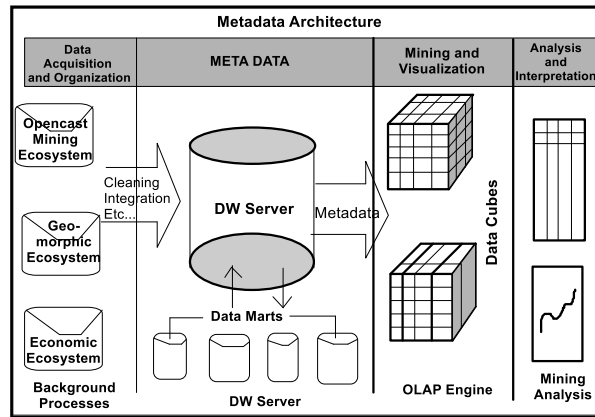 Metadata Architecture
Data
Acquisition
and Organization
META DATA
Mining and
Visualization
Analysis
and
Interpretation
Opencast
Mining
Ecosystem
Geo-
morphic
Ecosystem
Economic
Ecosystem
Background
Processes
Cleaning
Integration
Etc...
DW Server
Metadata
Data Marts
DW Server
Data Cubes
OLAP Engine
Mining
Analysis